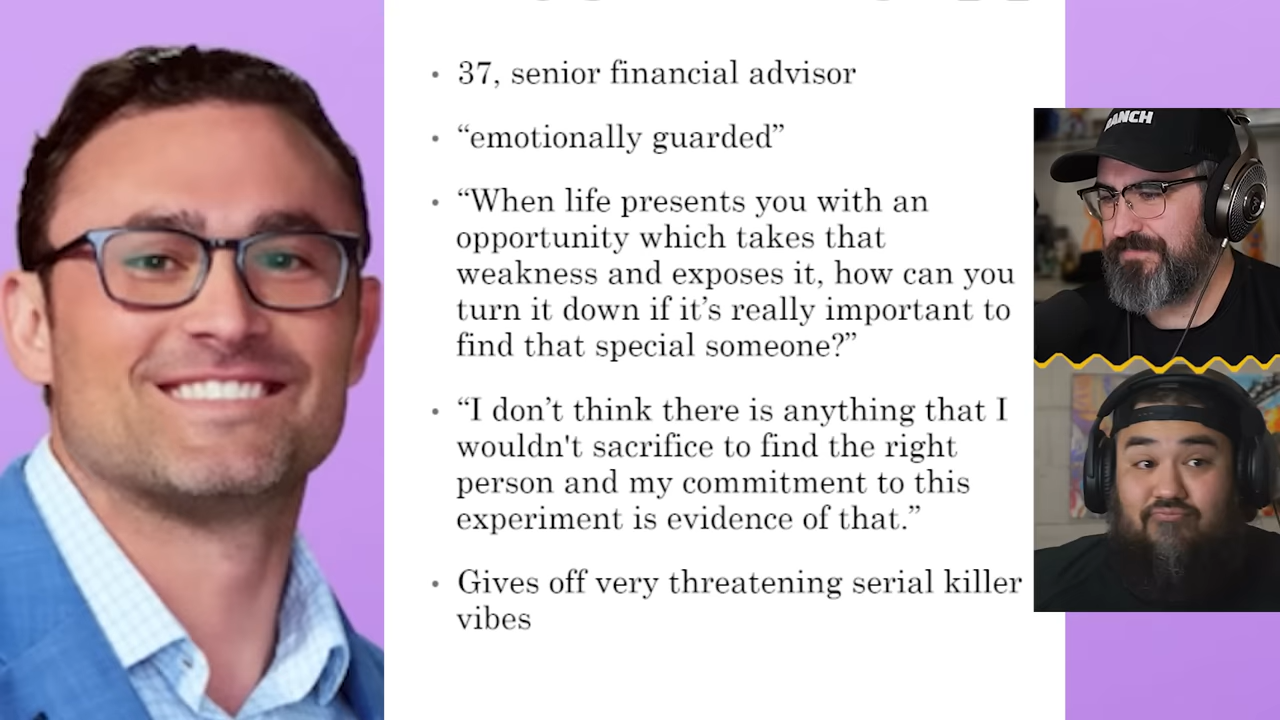 • 37, senior financial advisor
• “emotionally guarded”
• “When life presents you with an
opportunity which takes that
weakness and exposes it, how can you
turn it down if it’s really important to
find that special someone?”
• “I don’t think there is anything that I
wouldn't sacrifice to find the right
person and my commitment to this
experiment is evidence of that.”
• Gives off very threatening serial killer
vibes